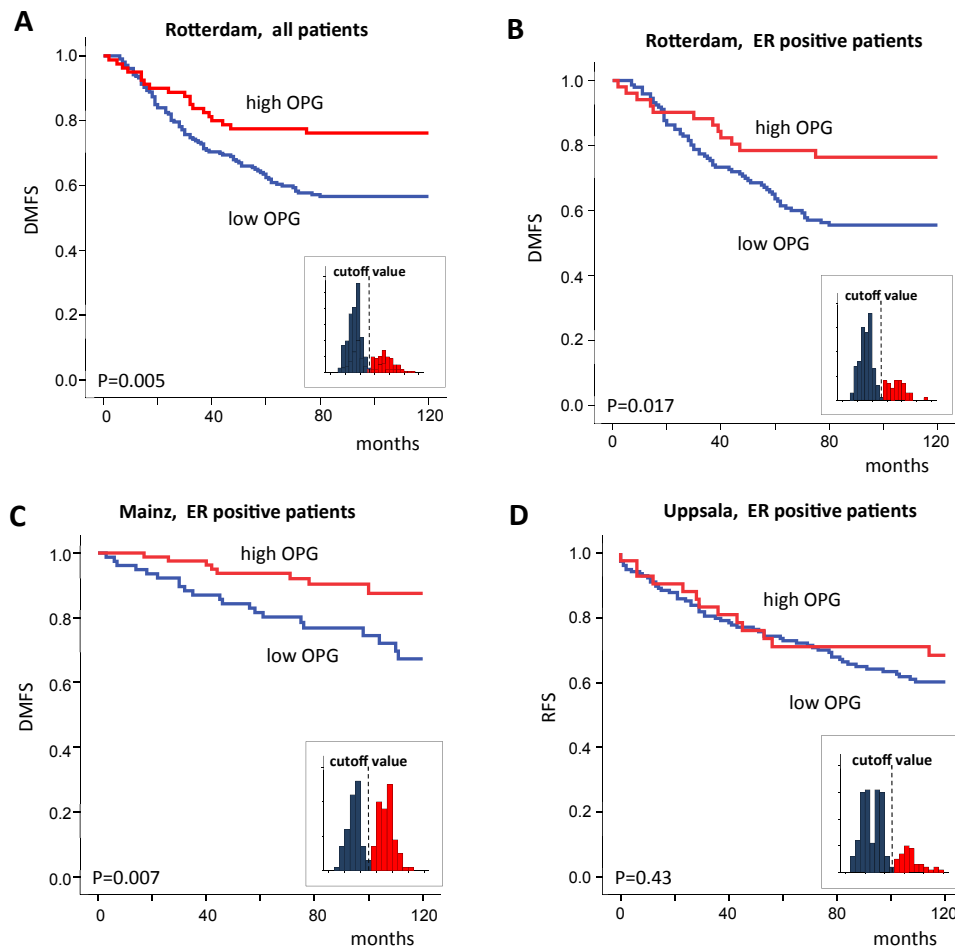 A
Rotterdam, all patients
1.0
0.8
0.6
0.4
0.2
0.0
DMFS
high OPG
low OPG
cutoff value
P=0.005
0 40 80 120
months
B
Rotterdam, ER positive patients
1.0
0.8
0.6
0.4
0.2
0.0
DMFS
high OPG
low OPG
cutoff value
P=0.017
0 40 80 120
months
C
Mainz, ER positive patients
1.0
0.8
0.6
0.4
0.2
0.0
DMFS
high OPG
low OPG
cutoff value
P=0.007
0 40 80 120
months
D
Uppsala, ER positive patients
1.0
0.8
0.6
0.4
0.2
0.0
RFS
high OPG
low OPG
cutoff value
P=0.43
0 40 80 120
months